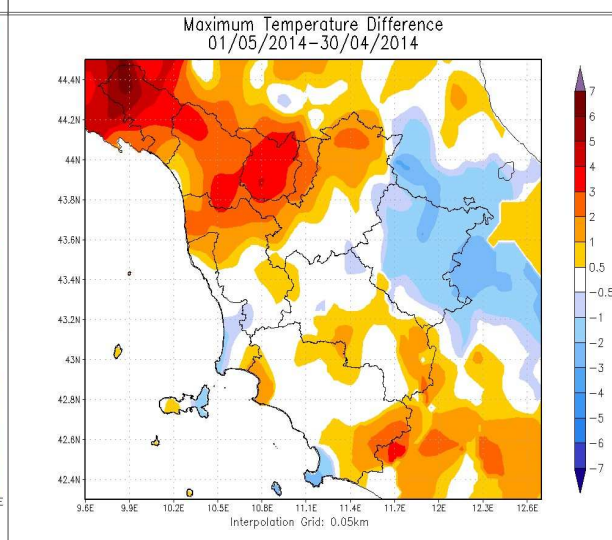 Maximum Temperature Difference
01/05/2014-30/04/2014
44.4N
44.2N
44N
43.8N
43.6N
43.4N
43.2N
43N
42.8N
42.6N
42.4N
9.6E 9.9E 10.2E 10.5E 10.8E 11.1E 11.4E 11.7E 12E 12.3E 12.6E
Interpolation Grid: 0.05km
7
6
5
4
3
2
1
0.5
-0.5
-1
-2
-3
-4
-5
-6
-7
E